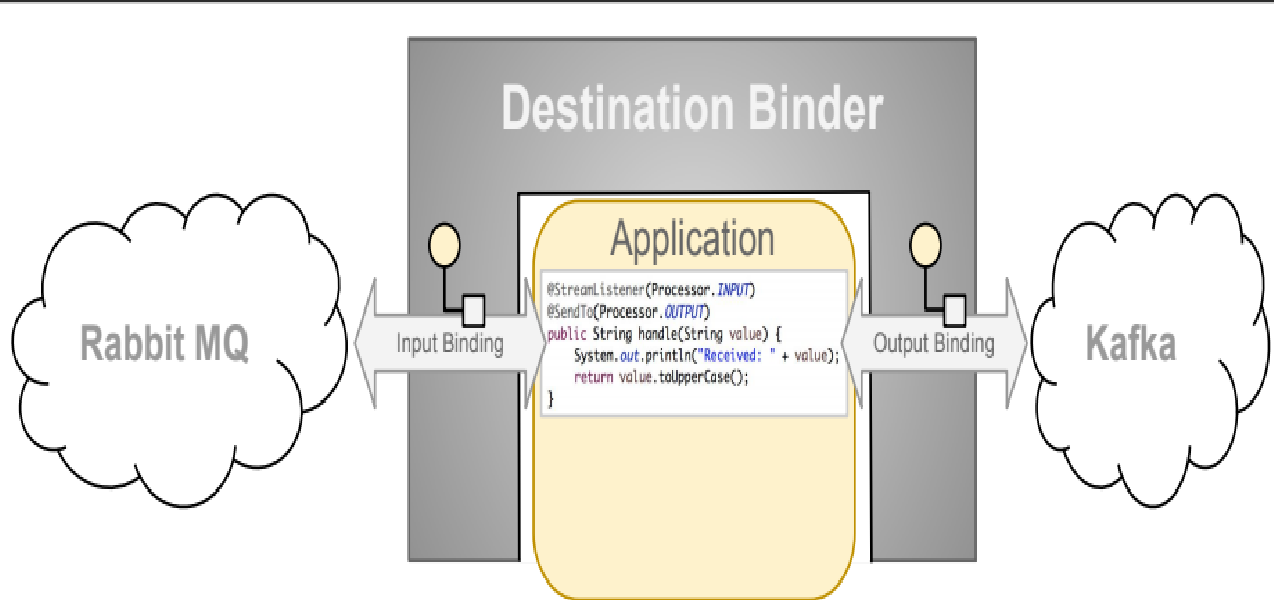 Destination Binder
Application
@StreamListener(Processor.INPUT)
@SendTo(Processor.OUTPUT)
public String handle(String value) {
    System.out.println("Received: " + value);
    return value.toUpperCase();
}
Rabbit MQ
Input Binding
Output Binding
Kafka